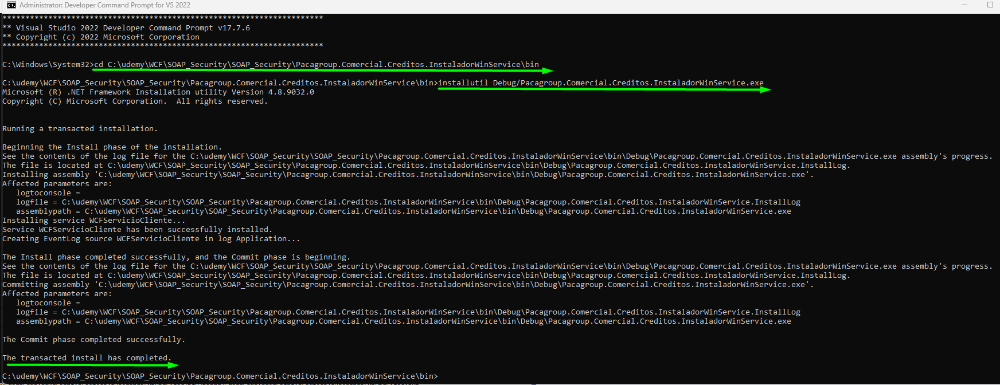 Administrator: Developer Command Prompt for VS 2022
**********************************************************************
** Visual Studio 2022 Developer Command Prompt v17.7.6
** Copyright (c) 2022 Microsoft Corporation
**********************************************************************
C:\Windows\System32>cd C:\udemy\WCF\SOAP_Security\SOAP_Security\Pacagroup.Comercial.Creditos.InstaladorWinService\bin
C:\udemy\WCF\SOAP_Security\SOAP_Security\Pacagroup.Comercial.Creditos.InstaladorWinService\bin>installutil Debug/Pacagroup.Comercial.Creditos.InstaladorWinService.exe
Microsoft (R) .NET Framework Installation utility Version 4.8.9032.0
Copyright (C) Microsoft Corporation.  All rights reserved.
Running a transacted installation.
Beginning the Install phase of the installation.
See the contents of the log file for the C:\udemy\WCF\SOAP_Security\SOAP_Security\Pacagroup.Comercial.Creditos.InstaladorWinService\bin\Debug\Pacagroup.Comercial.Creditos.InstaladorWinService.exe assembly's progress.
The file is located at C:\udemy\WCF\SOAP_Security\SOAP_Security\Pacagroup.Comercial.Creditos.InstaladorWinService\bin\Debug\Pacagroup.Comercial.Creditos.InstaladorWinService.InstallLog.
Installing assembly 'C:\udemy\WCF\SOAP_Security\SOAP_Security\Pacagroup.Comercial.Creditos.InstaladorWinService\bin\Debug\Pacagroup.Comercial.Creditos.InstaladorWinService.exe'.
Affected parameters are:
   logtoconsole =
   logfile = C:\udemy\WCF\SOAP_Security\SOAP_Security\Pacagroup.Comercial.Creditos.InstaladorWinService\bin\Debug\Pacagroup.Comercial.Creditos.InstaladorWinService.InstallLog
   assemblypath = C:\udemy\WCF\SOAP_Security\SOAP_Security\Pacagroup.Comercial.Creditos.InstaladorWinService\bin\Debug\Pacagroup.Comercial.Creditos.InstaladorWinService.exe
Installing service WCFServicioCliente...
Service WCFServicioCliente has been successfully installed.
Creating EventLog source WCFServicioCliente in log Application...
The Install phase completed successfully, and the Commit phase is beginning.
See the contents of the log file for the C:\udemy\WCF\SOAP_Security\SOAP_Security\Pacagroup.Comercial.Creditos.InstaladorWinService\bin\Debug\Pacagroup.Comercial.Creditos.InstaladorWinService.exe assembly's progress.
The file is located at C:\udemy\WCF\SOAP_Security\SOAP_Security\Pacagroup.Comercial.Creditos.InstaladorWinService\bin\Debug\Pacagroup.Comercial.Creditos.InstaladorWinService.InstallLog.
Committing assembly 'C:\udemy\WCF\SOAP_Security\SOAP_Security\Pacagroup.Comercial.Creditos.InstaladorWinService\bin\Debug\Pacagroup.Comercial.Creditos.InstaladorWinService.exe'.
Affected parameters are:
   logtoconsole =
   logfile = C:\udemy\WCF\SOAP_Security\SOAP_Security\Pacagroup.Comercial.Creditos.InstaladorWinService\bin\Debug\Pacagroup.Comercial.Creditos.InstaladorWinService.InstallLog
   assemblypath = C:\udemy\WCF\SOAP_Security\SOAP_Security\Pacagroup.Comercial.Creditos.InstaladorWinService\bin\Debug\Pacagroup.Comercial.Creditos.InstaladorWinService.exe
The Commit phase completed successfully.
The transacted install has completed.
C:\udemy\WCF\SOAP_Security\SOAP_Security\Pacagroup.Comercial.Creditos.InstaladorWinService\bin>